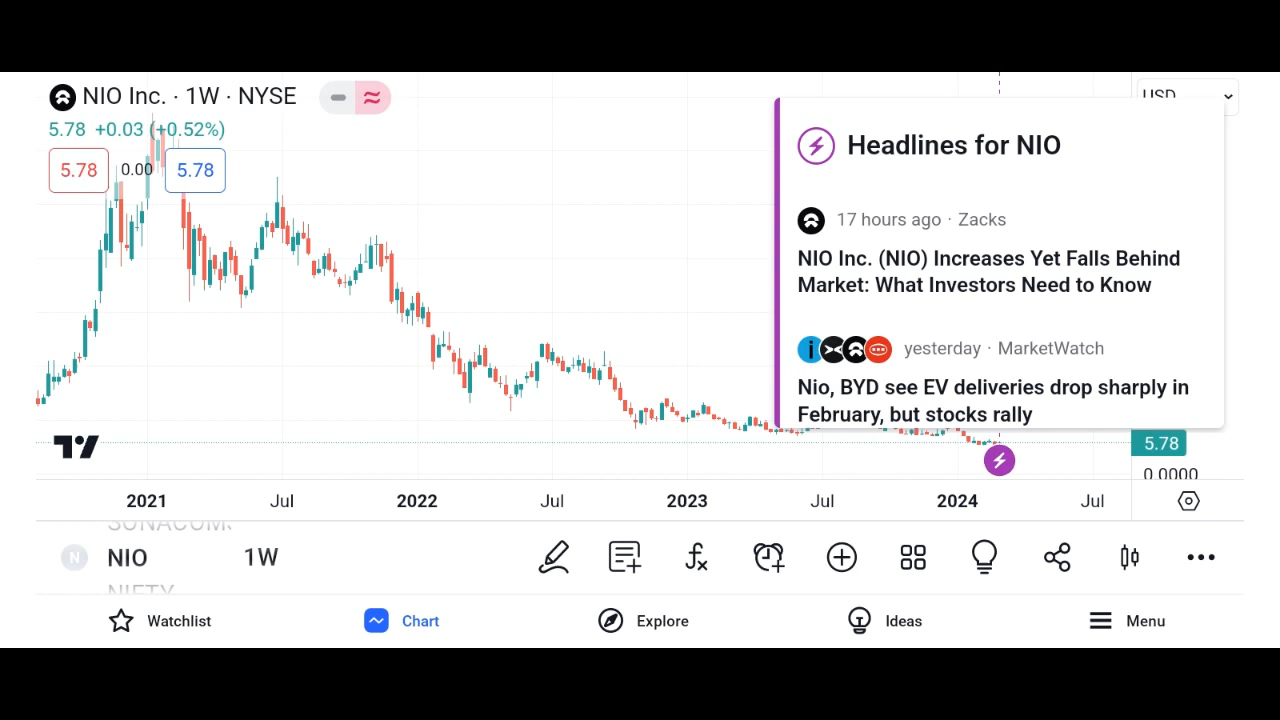 NIO Inc. · 1W · NYSE
5.78 +0.03 (+0.52%)
5.78 0.00 5.78
USD
Headlines for NIO
17 hours ago · Zacks
NIO Inc. (NIO) Increases Yet Falls Behind
Market: What Investors Need to Know
yesterday · MarketWatch
Nio, BYD see EV deliveries drop sharply in
February, but stocks rally
5.78
0.0000
2021 Jul 2022 Jul 2023 Jul 2024 Jul
N NIO 1W
NIFTY
Watchlist Chart Explore Ideas Menu